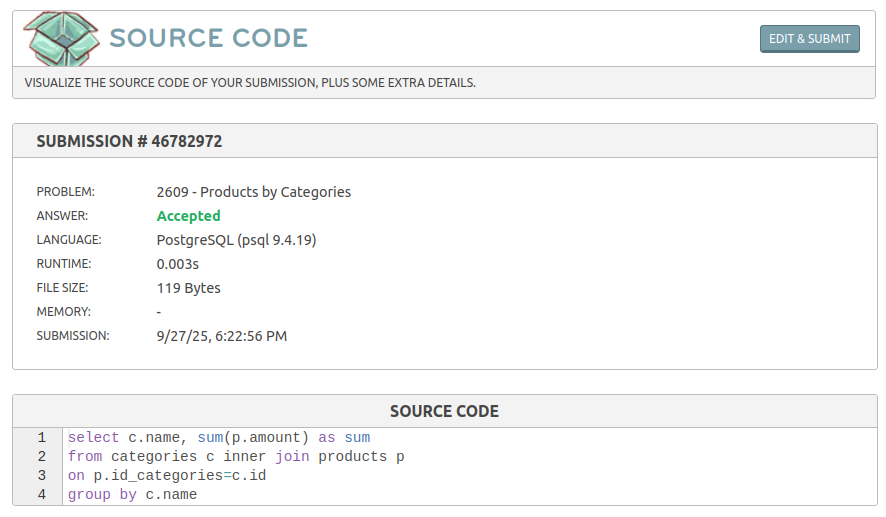 SOURCE CODE
EDIT & SUBMIT
VISUALIZE THE SOURCE CODE OF YOUR SUBMISSION, PLUS SOME EXTRA DETAILS.
SUBMISSION # 46782972
PROBLEM: 2609 - Products by Categories
ANSWER: Accepted
LANGUAGE: PostgreSQL (psql 9.4.19)
RUNTIME: 0.003s
FILE SIZE: 119 Bytes
MEMORY: -
SUBMISSION: 9/27/25, 6:22:56 PM
SOURCE CODE
1 select c.name, sum(p.amount) as sum
2 from categories c inner join products p
3 on p.id_categories=c.id
4 group by c.name